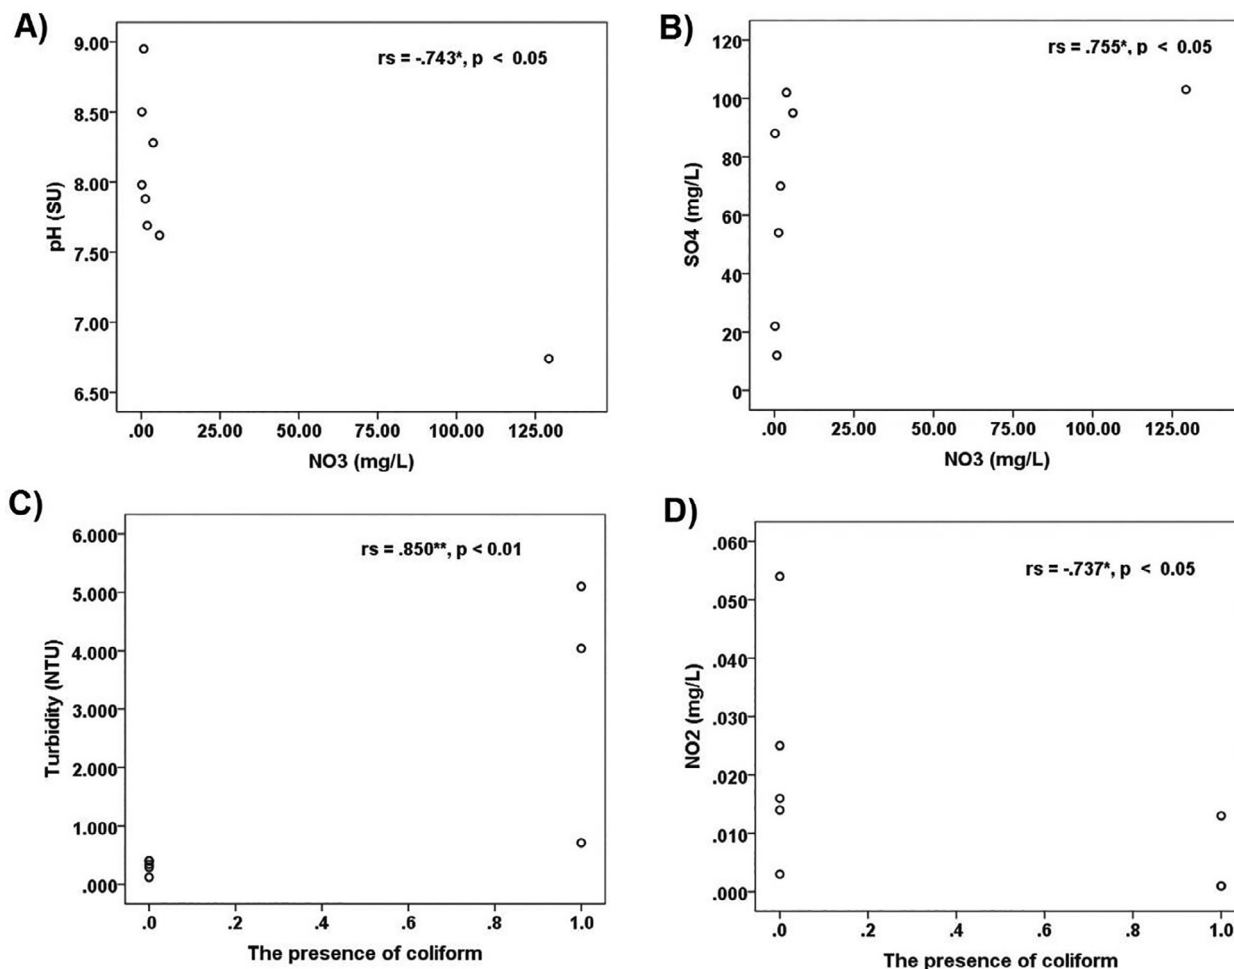 A)
rs = -.743*, p < 0.05
9.00
8.50
8.00
7.50
7.00
6.50
pH (SU)
.00 25.00 50.00 75.00 100.00 125.00
NO3 (mg/L)
B)
rs = .755*, p < 0.05
120
100
80
60
40
20
0
SO4 (mg/L)
.00 25.00 50.00 75.00 100.00 125.00
NO3 (mg/L)
C)
rs = .850**, p < 0.01
6.000
5.000
4.000
3.000
2.000
1.000
.000
Turbidity (NTU)
.0 .2 .4 .6 .8 1.0
The presence of coliform
D)
rs = -.737*, p < 0.05
.060
.050
.040
.030
.020
.010
.000
NO2 (mg/L)
.0 .2 .4 .6 .8 1.0
The presence of coliform